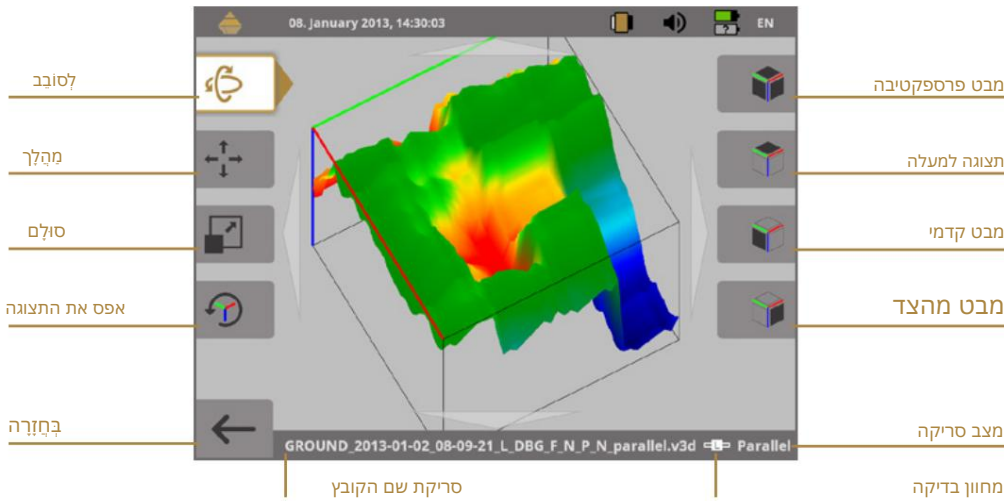 08. January 2013, 14:30:03
EN
לְסוֹבֵב
מַהֲלָך
סוּלָם
אפס את התצוגה
בְּחֲזָרָה
מבט פרספקטיבה
תצוגה למעלה
מבט קדמי
מבט מהצד
מצב סריקה
GROUND_2013-01-02_08-09-21_L_DBG_F_N_P_N_parallel.v3d L Parallel
סריקת שם הקובץ
מחוון בדיקה